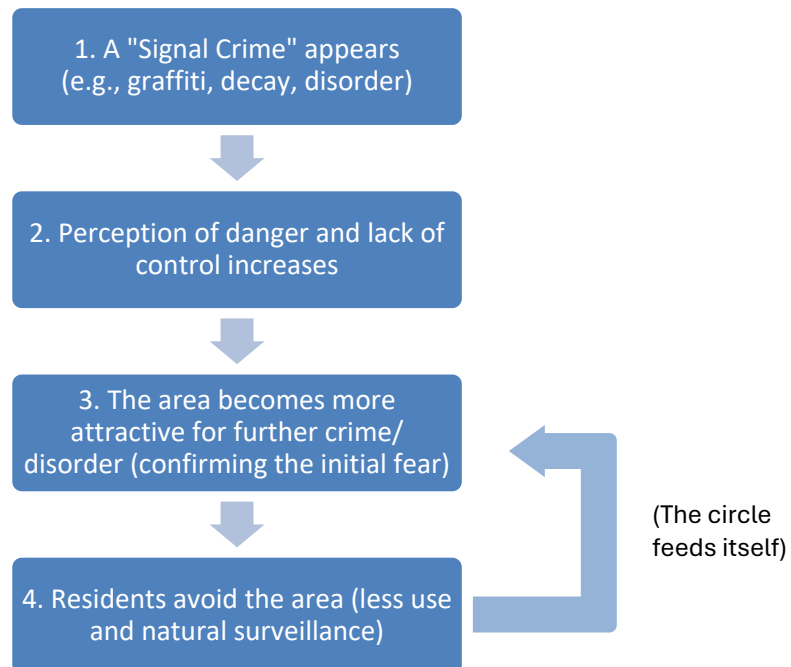 1. A "Signal Crime" appears
(e.g., graffiti, decay, disorder)
2. Perception of danger and lack of
control increases
3. The area becomes more
attractive for further crime/
disorder (confirming the initial fear)
4. Residents avoid the area (less use
and natural surveillance)
(The circle
feeds itself)